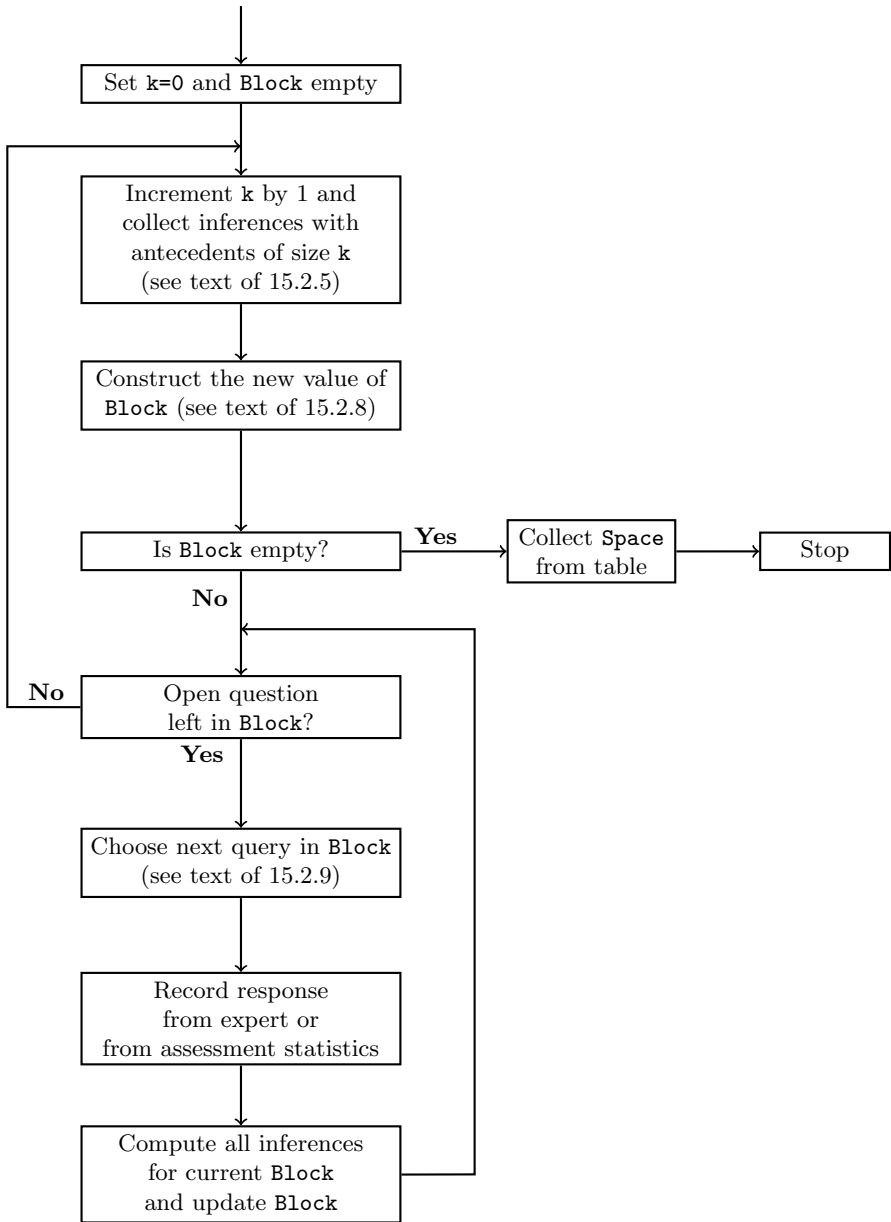 Set k=0 and Block empty
Increment k by 1 and
collect inferences with
antecedents of size k
(see text of 15.2.5)
Construct the new value of
Block (see text of 15.2.8)
Is Block empty?
Yes
Collect Space
from table
Stop
No
No
Open question
left in Block?
Yes
Choose next query in Block
(see text of 15.2.9)
Record response
from expert or
from assessment statistics
Compute all inferences
for current Block
and update Block